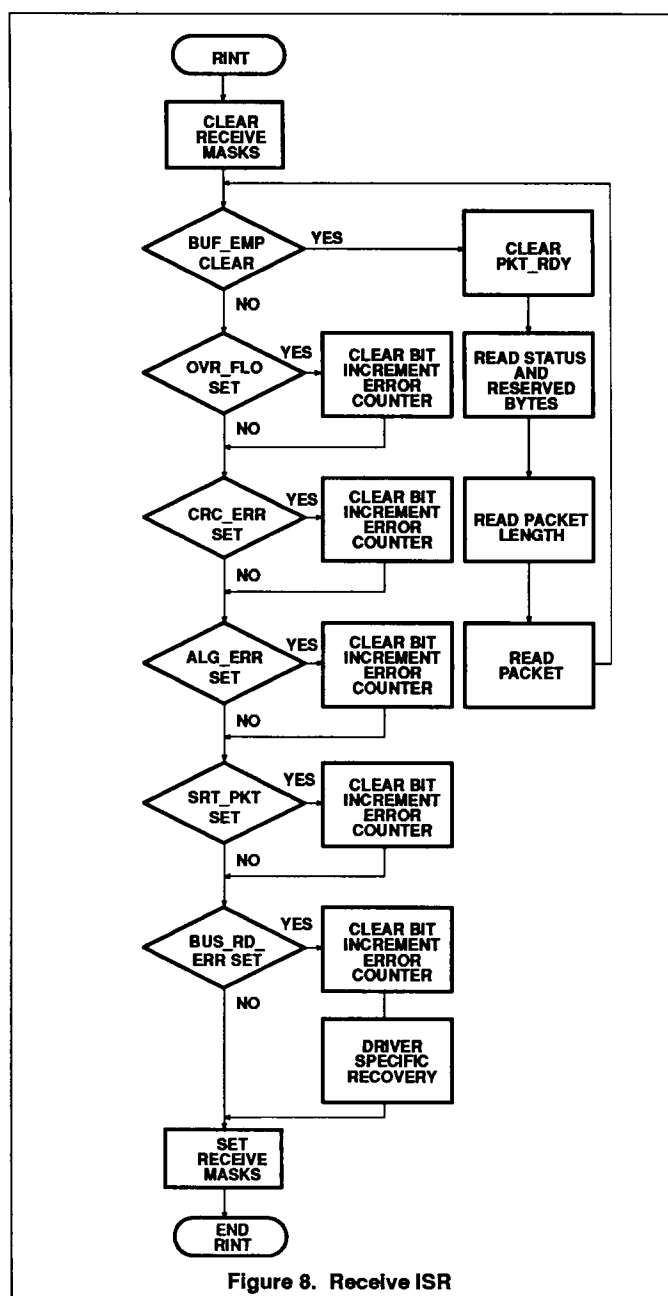 RINT
CLEAR
RECEIVE
MASKS
BUF_EMP
CLEAR
YES
CLEAR
PKT_RDY
NO
OVR_FLO
SET
YES
CLEAR BIT
INCREMENT
ERROR
COUNTER
READ STATUS
AND
RESERVED
BYTES
NO
CRC_ERR
SET
YES
CLEAR BIT
INCREMENT
ERROR
COUNTER
READ PACKET
LENGTH
NO
ALG_ERR
SET
YES
CLEAR BIT
INCREMENT
ERROR
COUNTER
READ
PACKET
NO
SRT_PKT
SET
YES
CLEAR BIT
INCREMENT
ERROR
COUNTER
NO
BUS_RD_
ERR SET
YES
CLEAR BIT
INCREMENT
ERROR
COUNTER
NO
DRIVER
SPECIFIC
RECOVERY
SET
RECEIVE
MASKS
END
RINT
Figure 8. Receive ISR